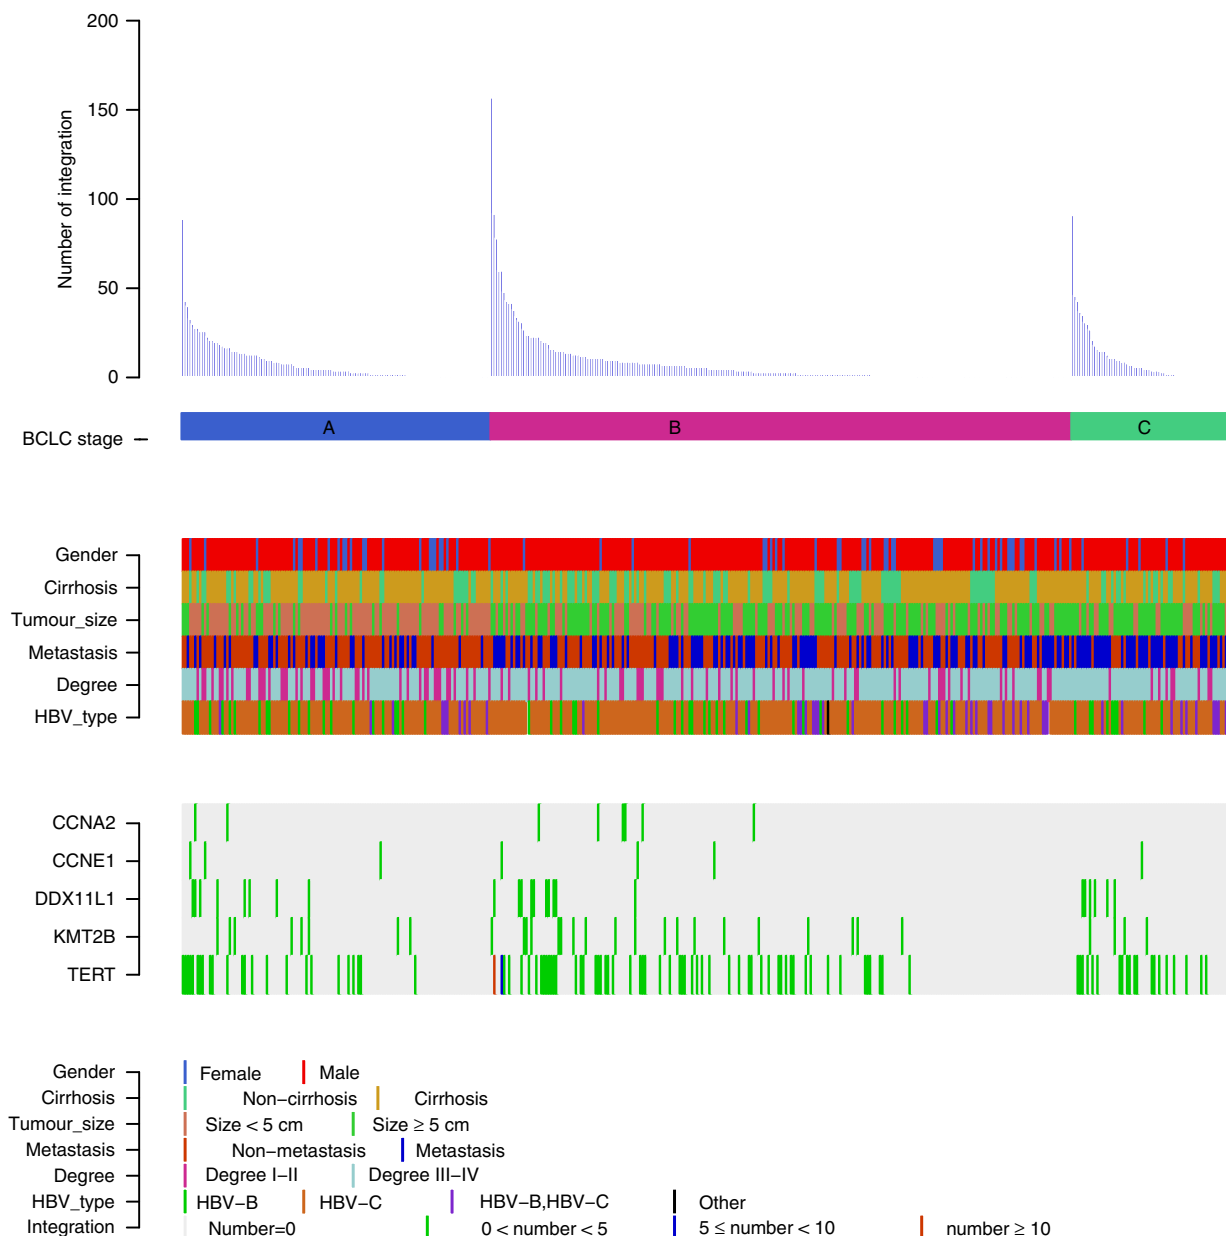 200
150
100
50
0
Number of integration
BCLC stage
A B C
Gender
Cirrhosis
Tumour_size
Metastasis
Degree
HBV_type
CCNA2
CCNE1
DDX11L1
KMT2B
TERT
Gender Female Male
Cirrhosis Non−cirrhosis Cirrhosis
Tumour_size Size < 5 cm Size ≥ 5 cm
Metastasis Non−metastasis Metastasis
Degree Degree I−II Degree III−IV
HBV_type HBV−B HBV−C HBV−B,HBV−C Other
Integration Number=0 0 < number < 5 5 ≤ number < 10 number ≥ 10